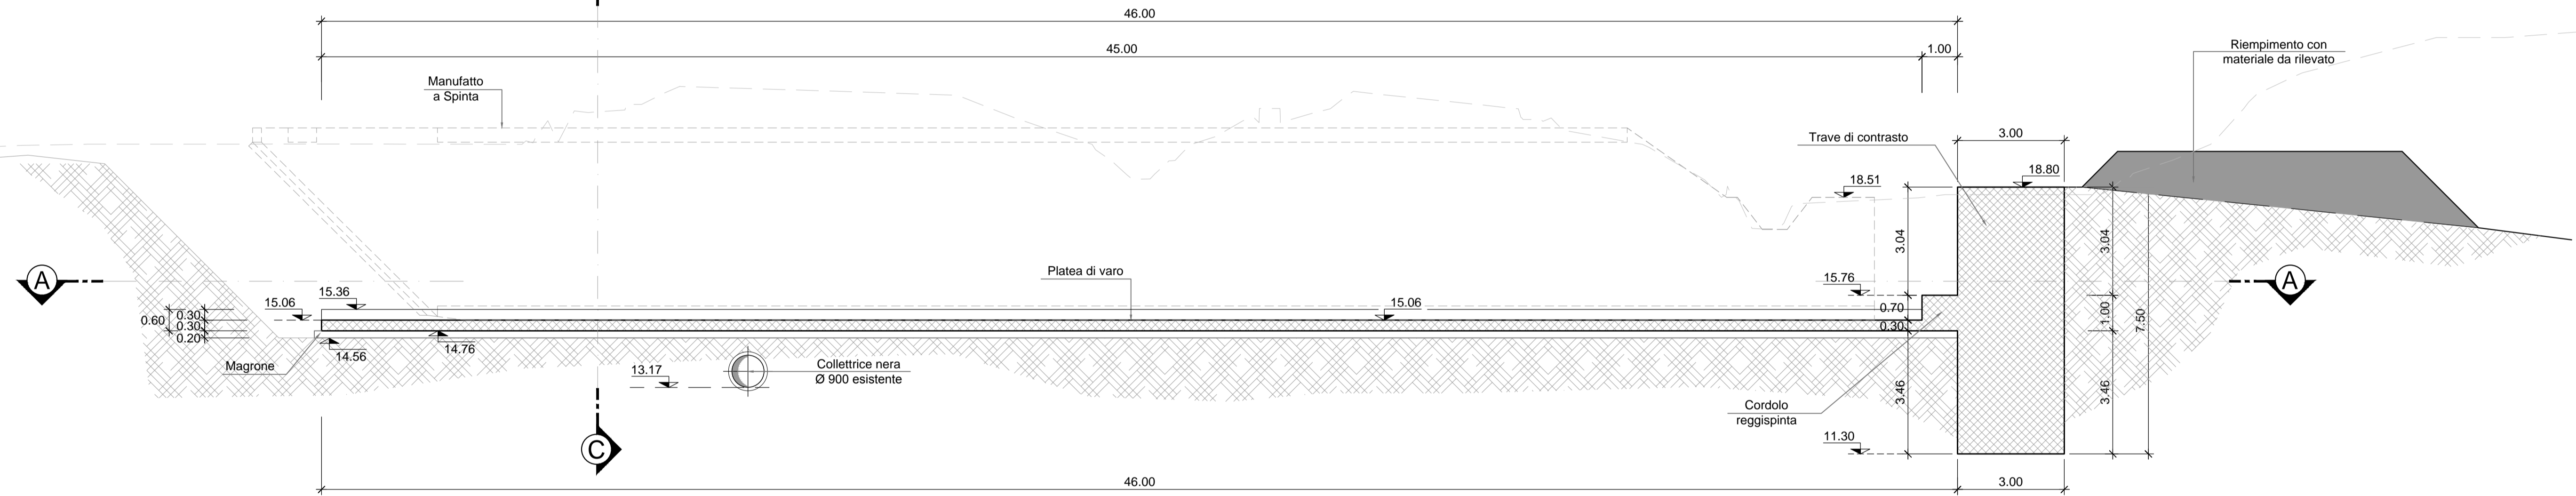 46.00
45.00
1.00
Riempimento con
materiale da rilevato
Manufatto
a Spinta
Trave di contrasto
3.00
18.80
18.51
3.04
3.04
A
A
Platea di varo
15.76
15.36
15.06
15.06
0.70
1.00
7.50
0.60
0.30
0.30
0.20
0.30
14.56
14.76
Magrone
13.17
Collettrice nera
Ø 900 esistente
3.46
3.46
Cordolo
reggispinta
11.30
C
46.00
3.00